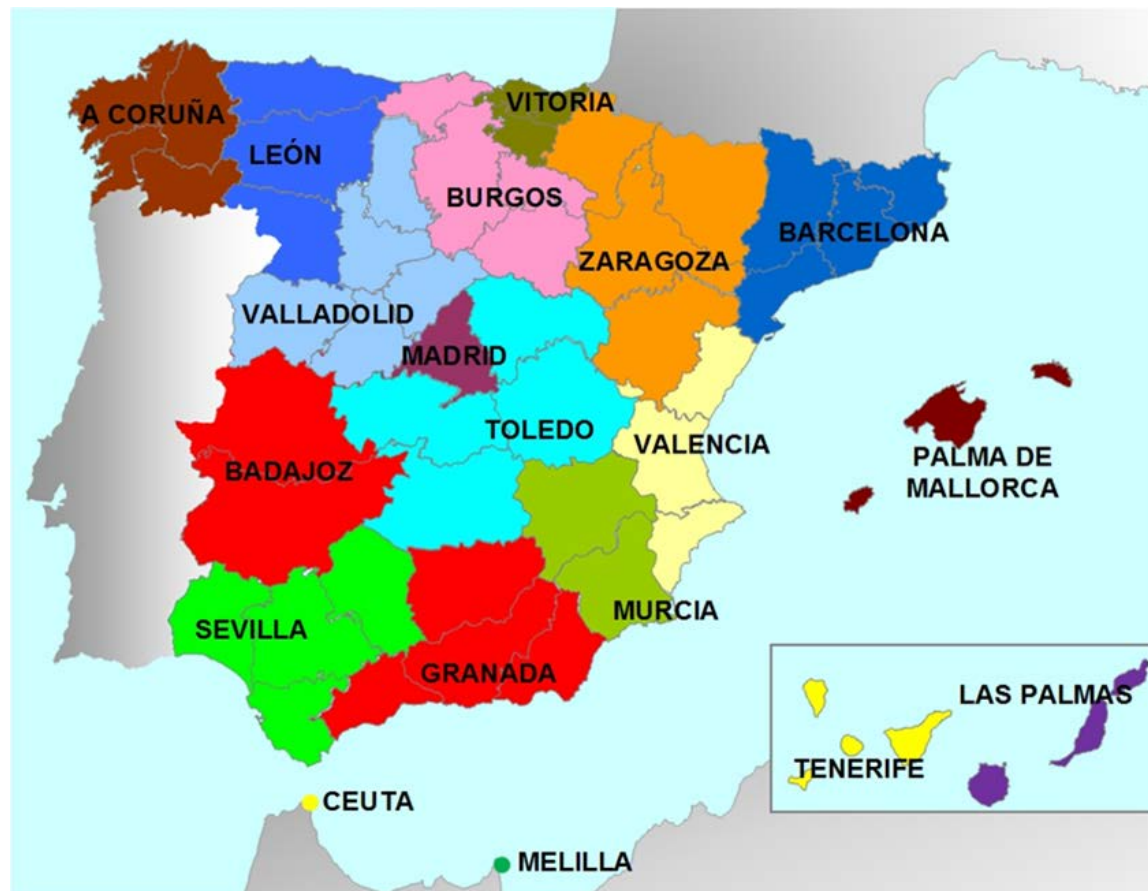 A CORUÑA
VITORIA
LEÓN
BURGOS
BARCELONA
ZARAGOZA
VALLADOLID
MADRID
TOLEDO
VALENCIA
BADAJOZ
PALMA DE
MALLORCA
MURCIA
SEVILLA
GRANADA
LAS PALMAS
TENERIFE
CEUTA
MELILLA